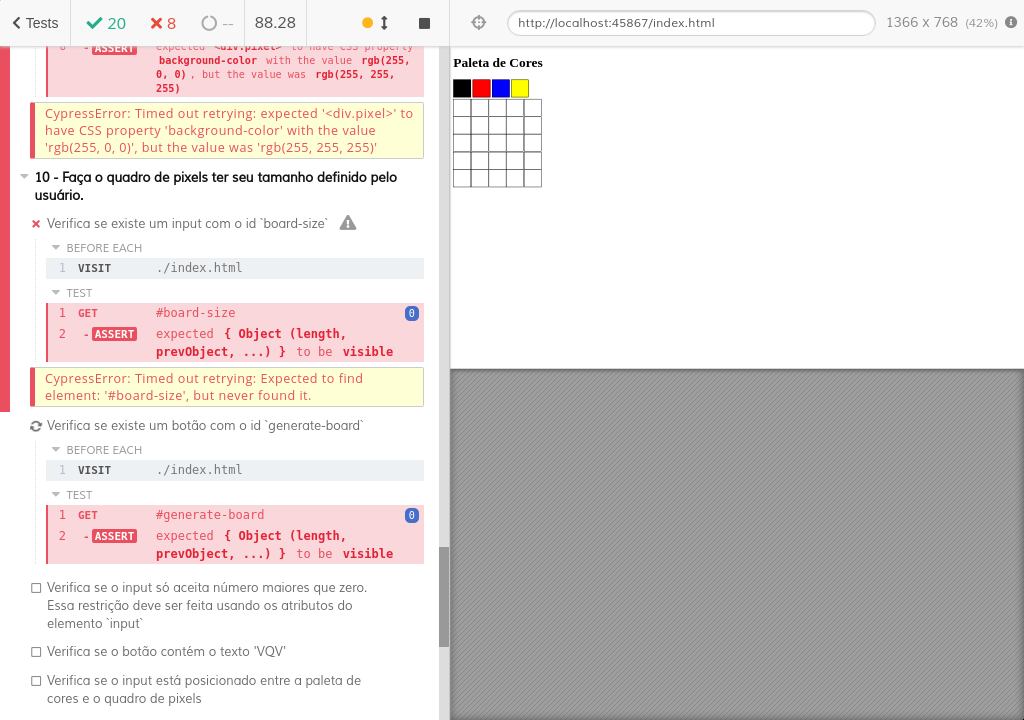 Tests
20
8
--
88.28
http://localhost:45867/index.html
1366 x 768 (42%)
6 -ASSERT expected <div.pixel> to have CSS property
background-color with the value rgb(255,
0, 0), but the value was rgb(255, 255,
255)
CypressError: Timed out retrying: expected '<div.pixel>' to
have CSS property 'background-color' with the value
'rgb(255, 0, 0)', but the value was 'rgb(255, 255, 255)'
10 - Faça o quadro de pixels ter seu tamanho definido pelo
usuário.
Verifica se existe um input com o id `board-size`
BEFORE EACH
1 VISIT ./index.html
TEST
1 GET #board-size 0
2 -ASSERT expected { Object (length,
prevObject, ...) } to be visible
CypressError: Timed out retrying: Expected to find
element: '#board-size', but never found it.
Verifica se existe um botão com o id `generate-board`
BEFORE EACH
1 VISIT ./index.html
TEST
1 GET #generate-board 0
2 -ASSERT expected { Object (length,
prevObject, ...) } to be visible
Verifica se o input só aceita número maiores que zero.
Essa restrição deve ser feita usando os atributos do
elemento `input`
Verifica se o botão contém o texto 'VQV'
Verifica se o input está posicionado entre a paleta de
cores e o quadro de pixels
Paleta de Cores